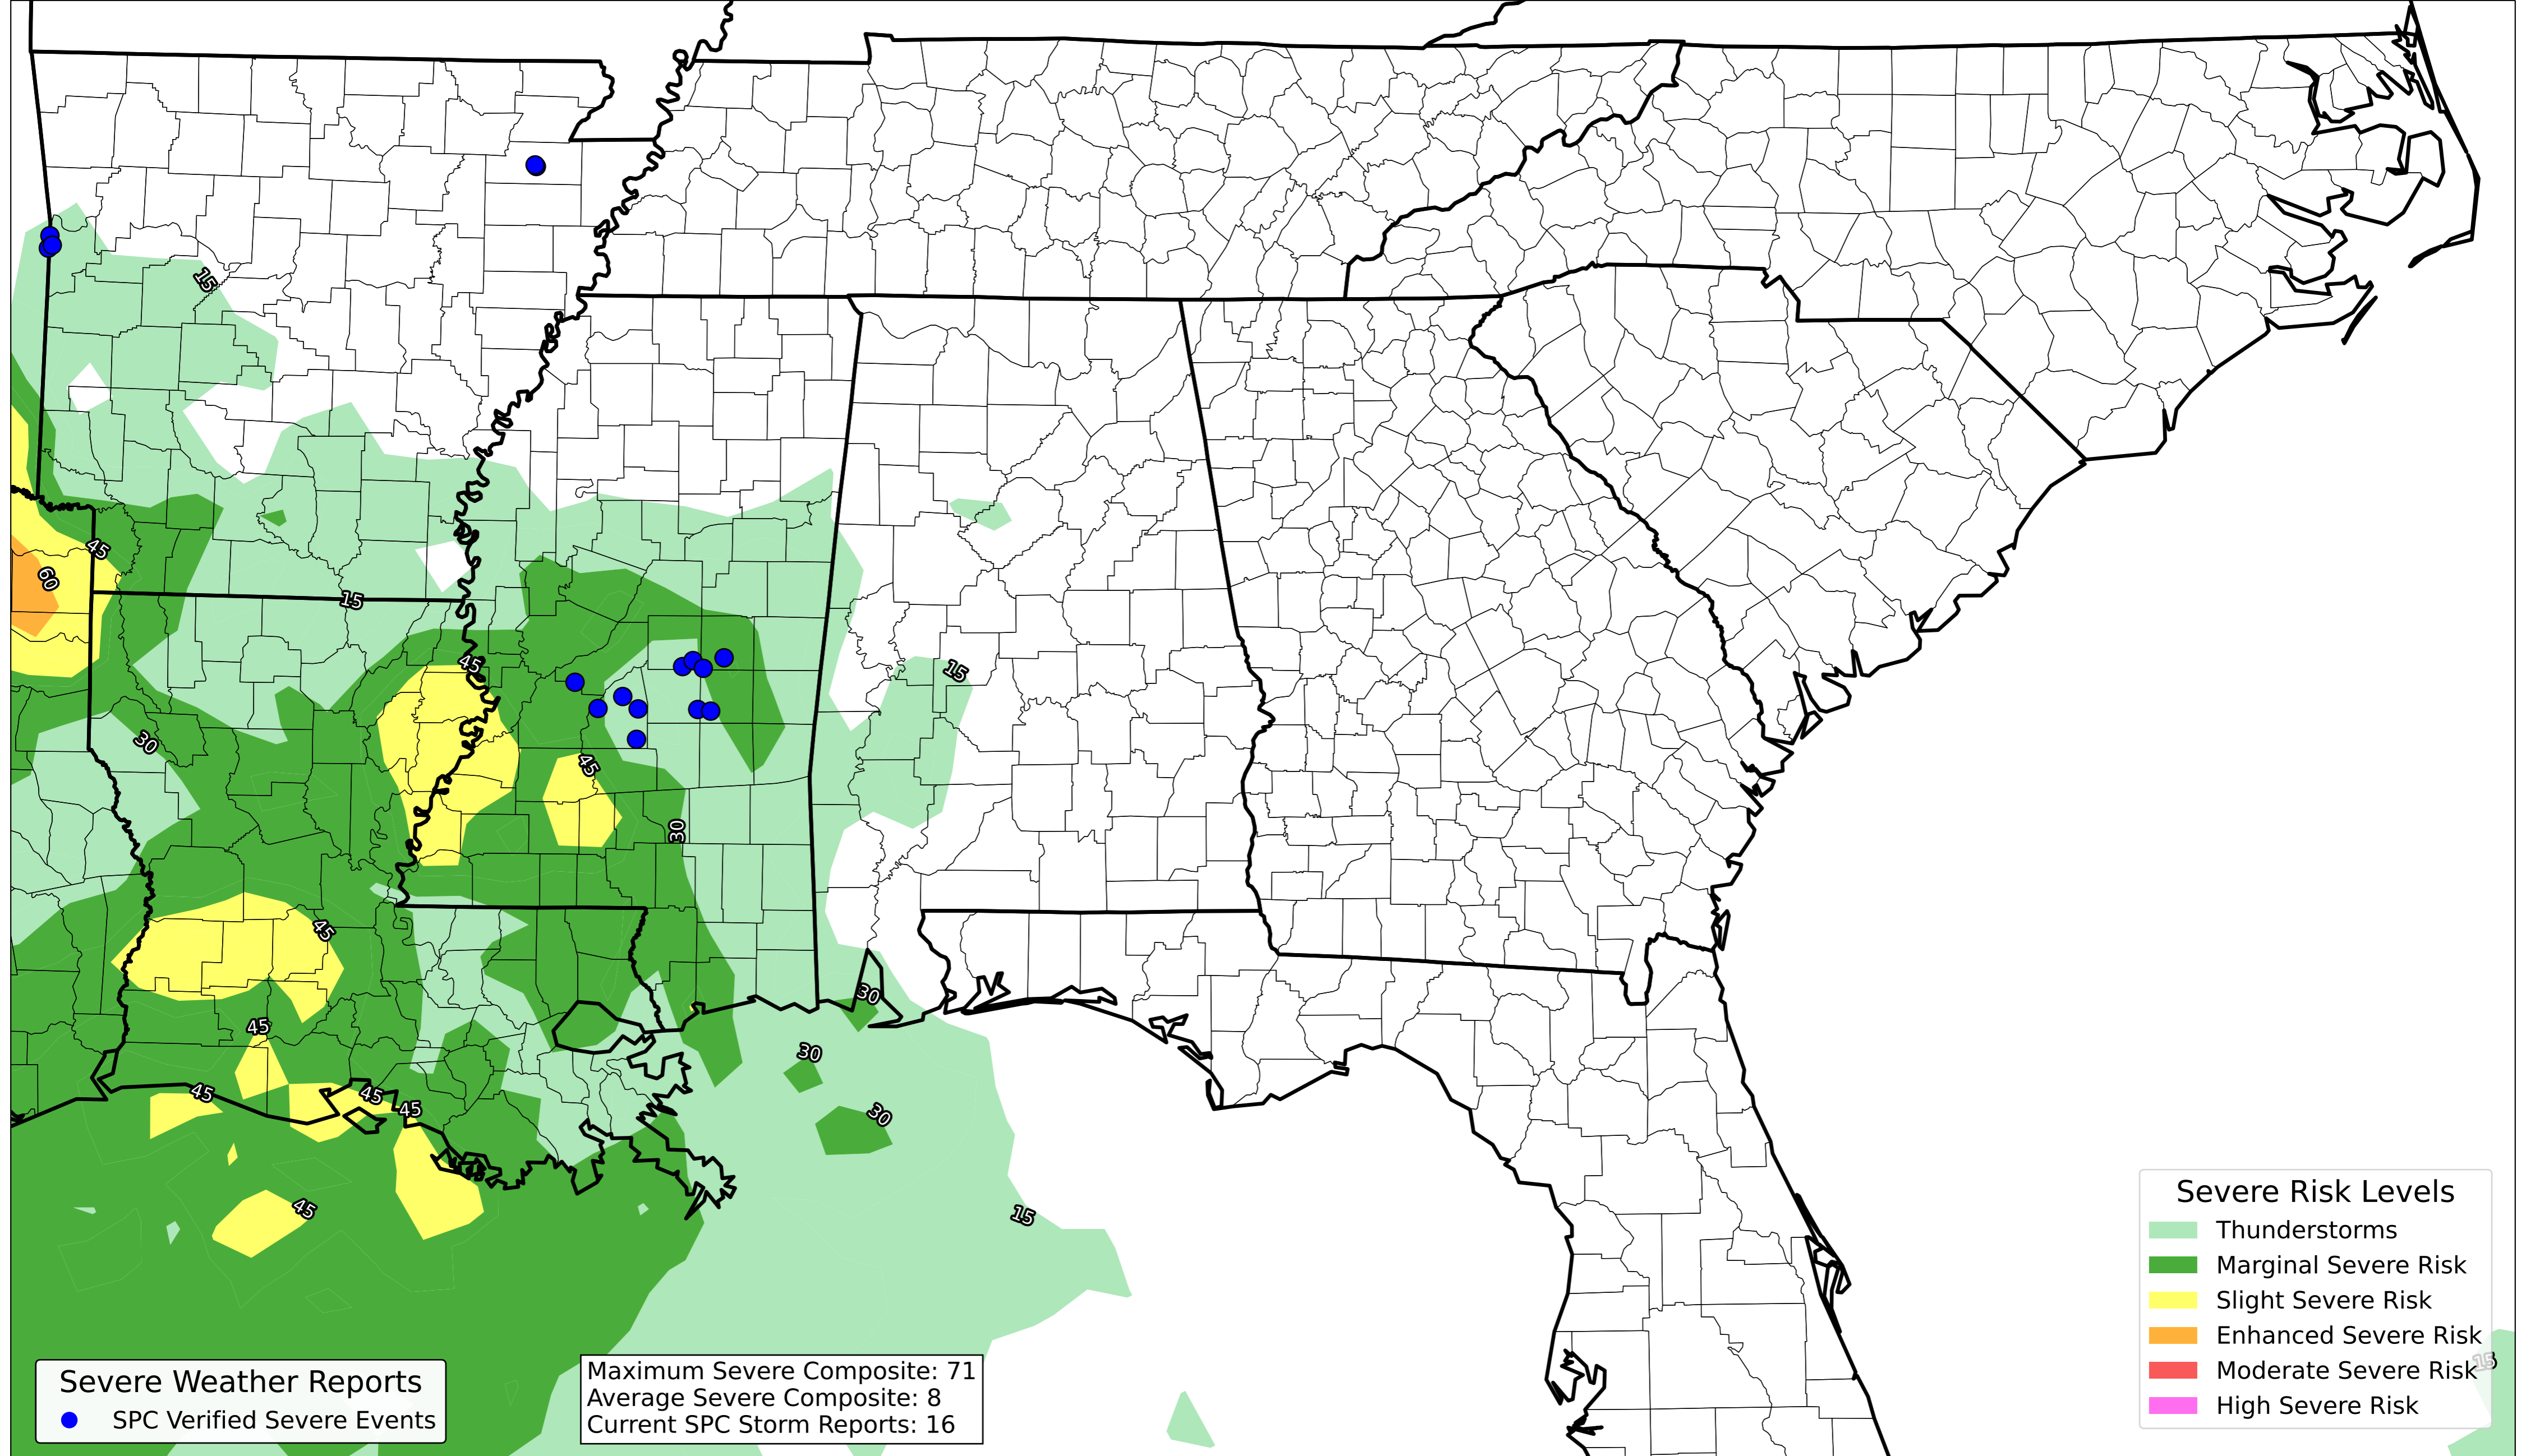 15
45
60
15
45
15
30
45
30
45
30
45
30
45
45
45
30
45
15
Severe Risk Levels
Thunderstorms
Marginal Severe Risk
Slight Severe Risk
Enhanced Severe Risk
Moderate Severe Risk
High Severe Risk
15
Severe Weather Reports
SPC Verified Severe Events
Maximum Severe Composite: 71
Average Severe Composite: 8
Current SPC Storm Reports: 16